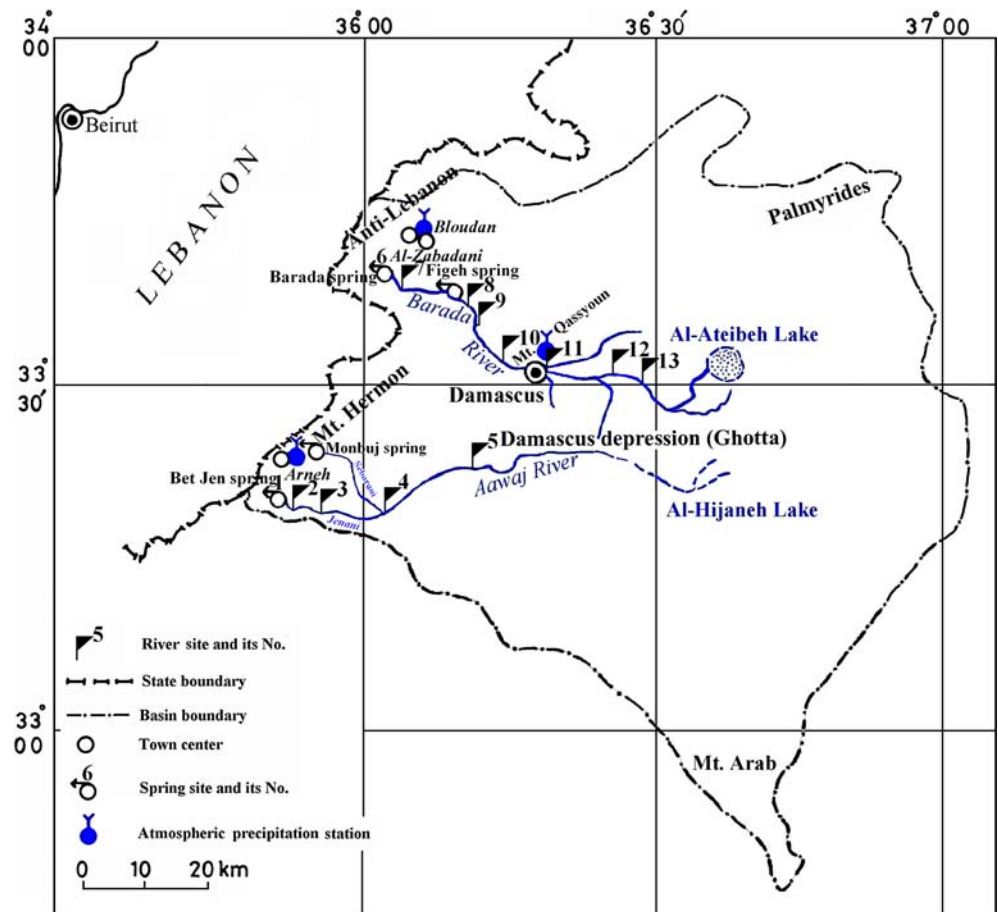 34°
00
36°00
36°30'
37°00
Beirut
LEBANON
Anti-Lebanon
Palmyrides
Bloudan
6 Al-Zabadani
Barada spring
7
Figeh spring
8
9
Barada
River
10
Mt. Qassyoun
11
12
13
Al-Ateibeh Lake
33°
30'
Damascus
Mt. Hermon
Monbuj spring
5
Damascus depression (Ghotta)
Bet Jen spring
Arneh
1
2
3
4
Jenani
Aawaj River
Al-Hijaneh Lake
33°
00
Mt. Arab
5
River site and its No.
State boundary
Basin boundary
Town center
6
Spring site and its No.
Atmospheric precipitation station
0 10 20 km